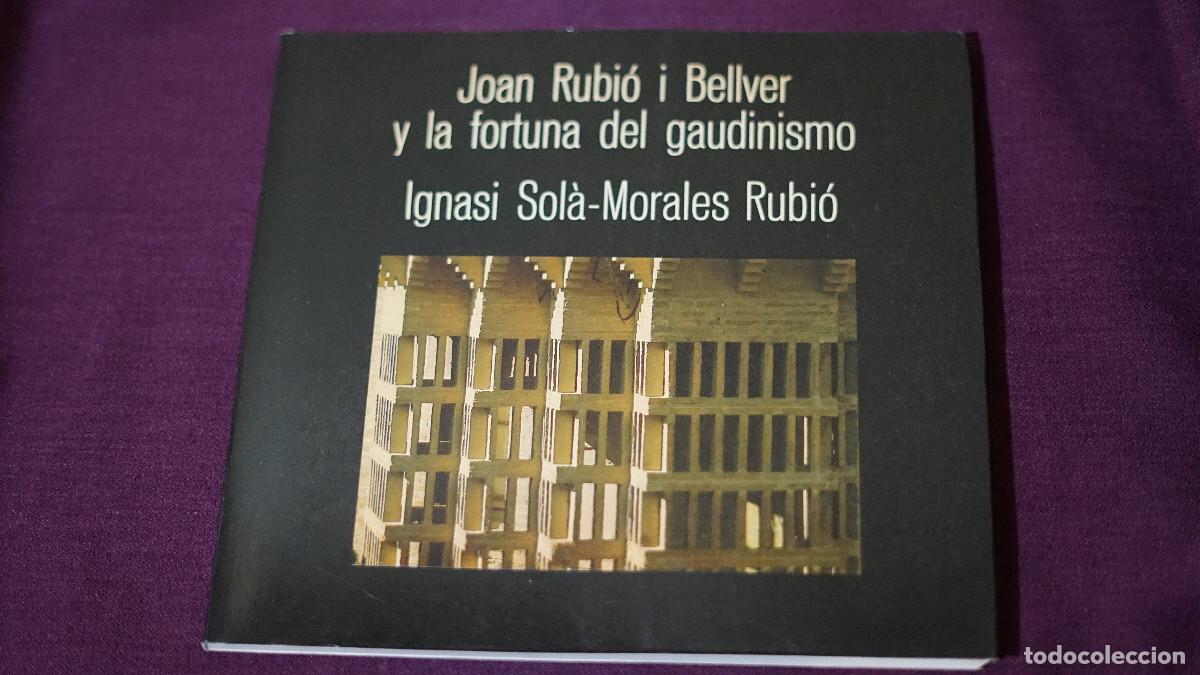 Joan Rubió i Bellver
y la fortuna del gaudinismo
Ignasi Solà-Morales Rubió
todocoleccion